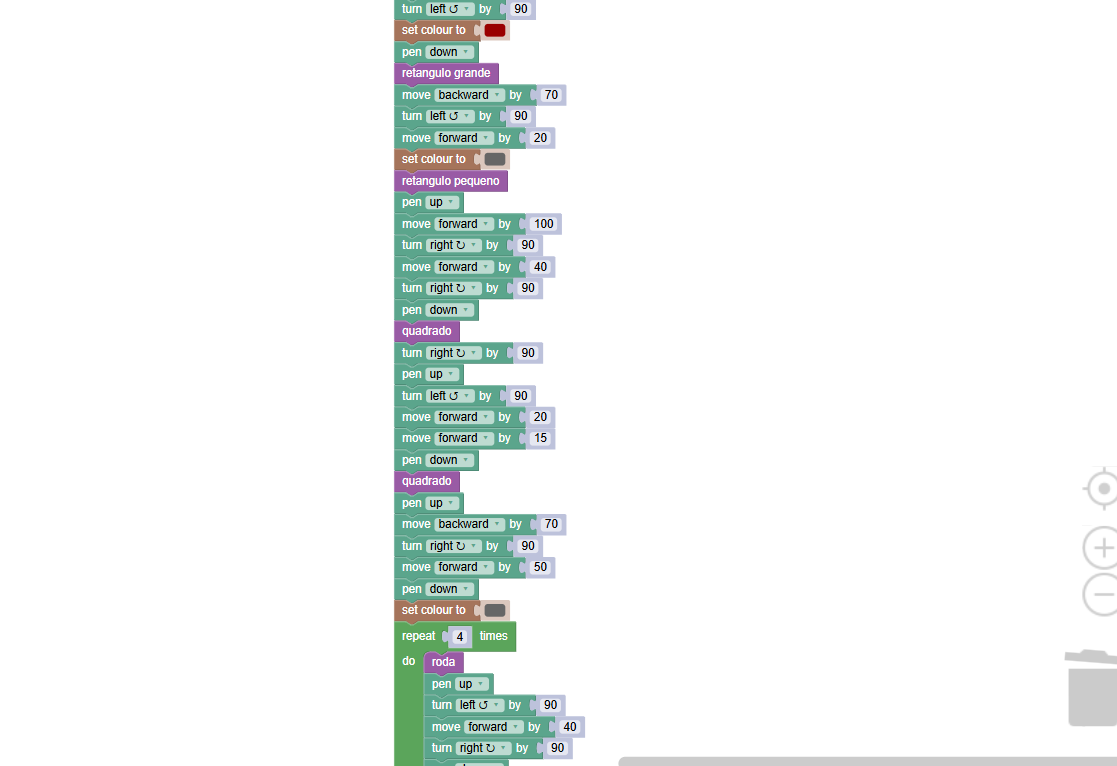 turn left ↺ by 90
set colour to
pen down
retangulo grande
move backward by 70
turn left ↺ by 90
move forward by 20
set colour to
retangulo pequeno
pen up
move forward by 100
turn right ↻ by 90
move forward by 40
turn right ↻ by 90
pen down
quadrado
turn right ↻ by 90
pen up
turn left ↺ by 90
move forward by 20
move forward by 15
pen down
quadrado
pen up
move backward by 70
turn right ↻ by 90
move forward by 50
pen down
set colour to
repeat 4 times
do roda
pen up
turn left ↺ by 90
move forward by 40
turn right ↻ by 90